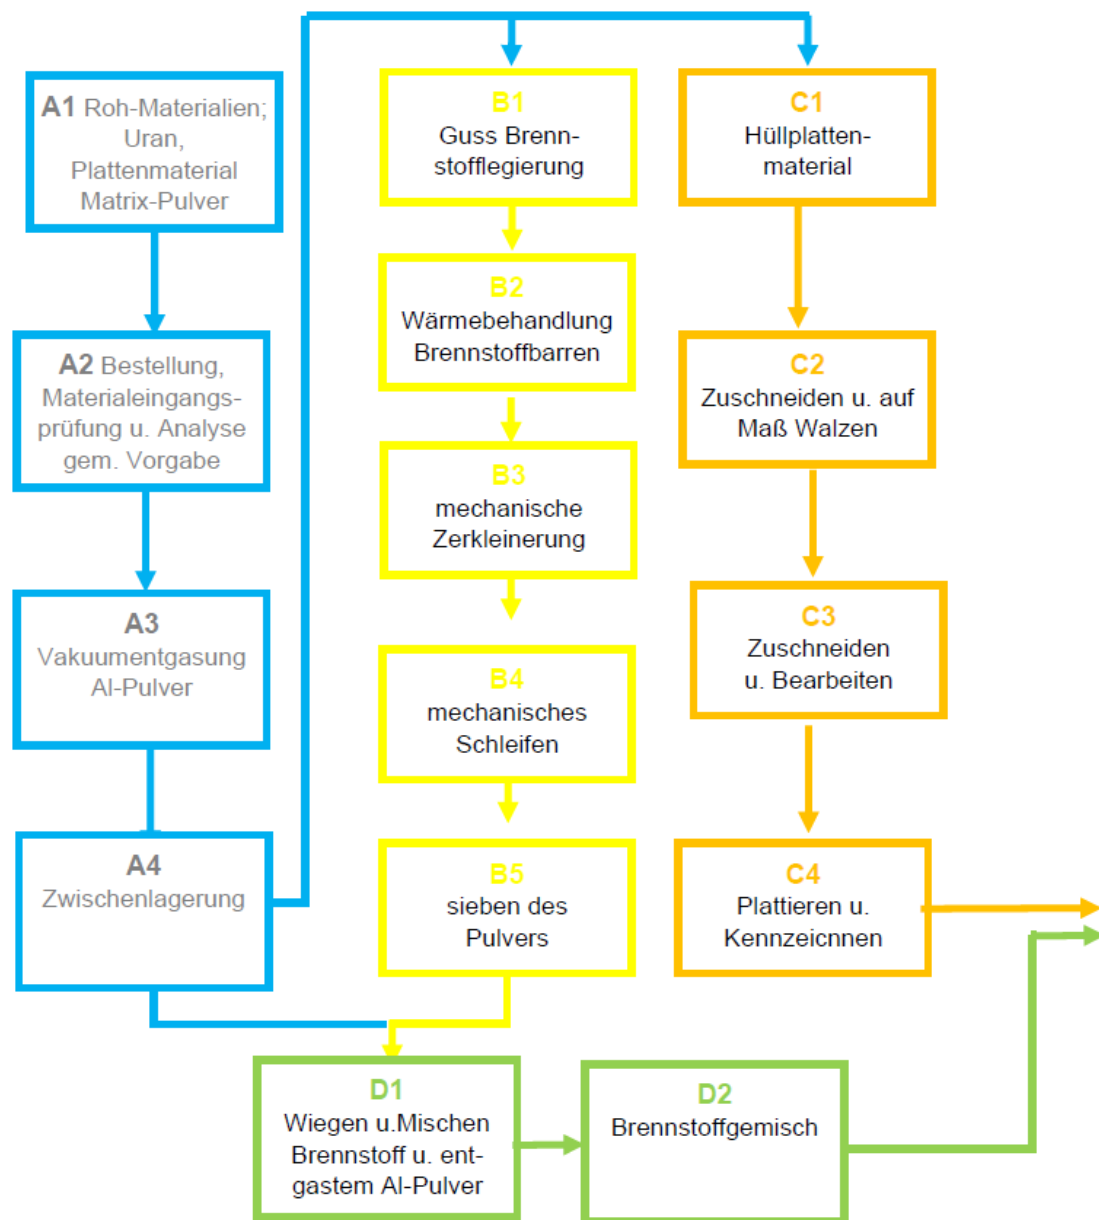 A1 Roh-Materialien;
Uran,
Plattenmaterial
Matrix-Pulver
A2 Bestellung,
Materialeingangs-
prüfung u. Analyse
gem. Vorgabe
A3
Vakuumentgasung
Al-Pulver
A4
Zwischenlagerung
B1
Guss Brenn-
stofflegierung
B2
Wärmebehandlung
Brennstoffbarren
B3
mechanische
Zerkleinerung
B4
mechanisches
Schleifen
B5
sieben des
Pulvers
C1
Hüllplatten-
material
C2
Zuschneiden u. auf
Maß Walzen
C3
Zuschneiden
u. Bearbeiten
C4
Plattieren u.
Kennzeicnnen
D1
Wiegen u.Mischen
Brennstoff u. ent-
gastem Al-Pulver
D2
Brennstoffgemisch